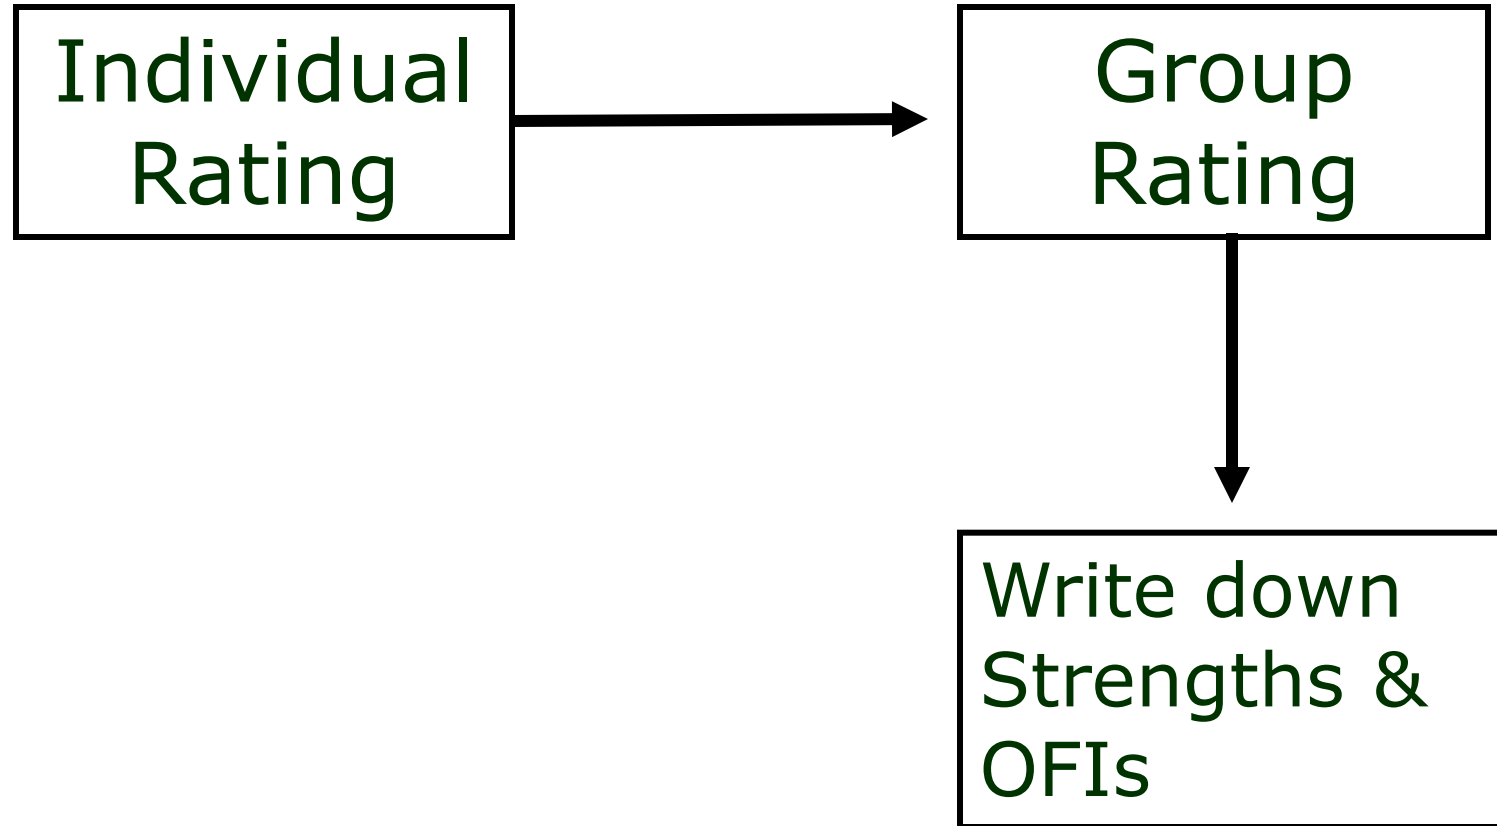 Individual
Rating
Group
Rating
Write down
Strengths &
OFIs